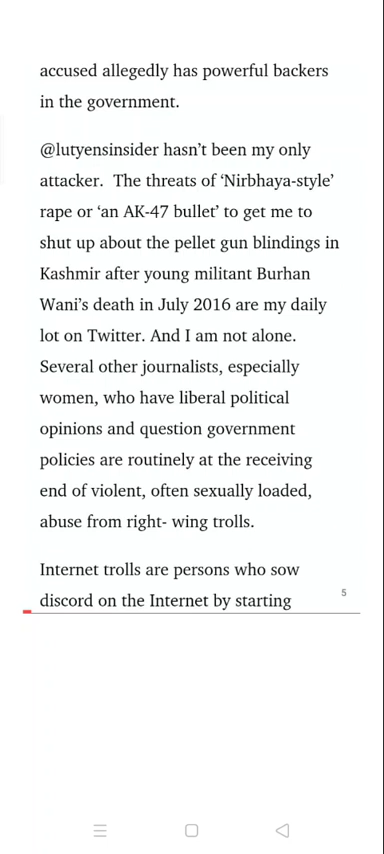 accused allegedly has powerful backers
in the government.
@lutyensinsider hasn’t been my only
attacker.  The threats of ‘Nirbhaya-style’
rape or ‘an AK-47 bullet’ to get me to
shut up about the pellet gun blindings in
Kashmir after young militant Burhan
Wani’s death in July 2016 are my daily
lot on Twitter. And I am not alone.
Several other journalists, especially
women, who have liberal political
opinions and question government
policies are routinely at the receiving
end of violent, often sexually loaded,
abuse from right- wing trolls.
Internet trolls are persons who sow
discord on the Internet by starting
5